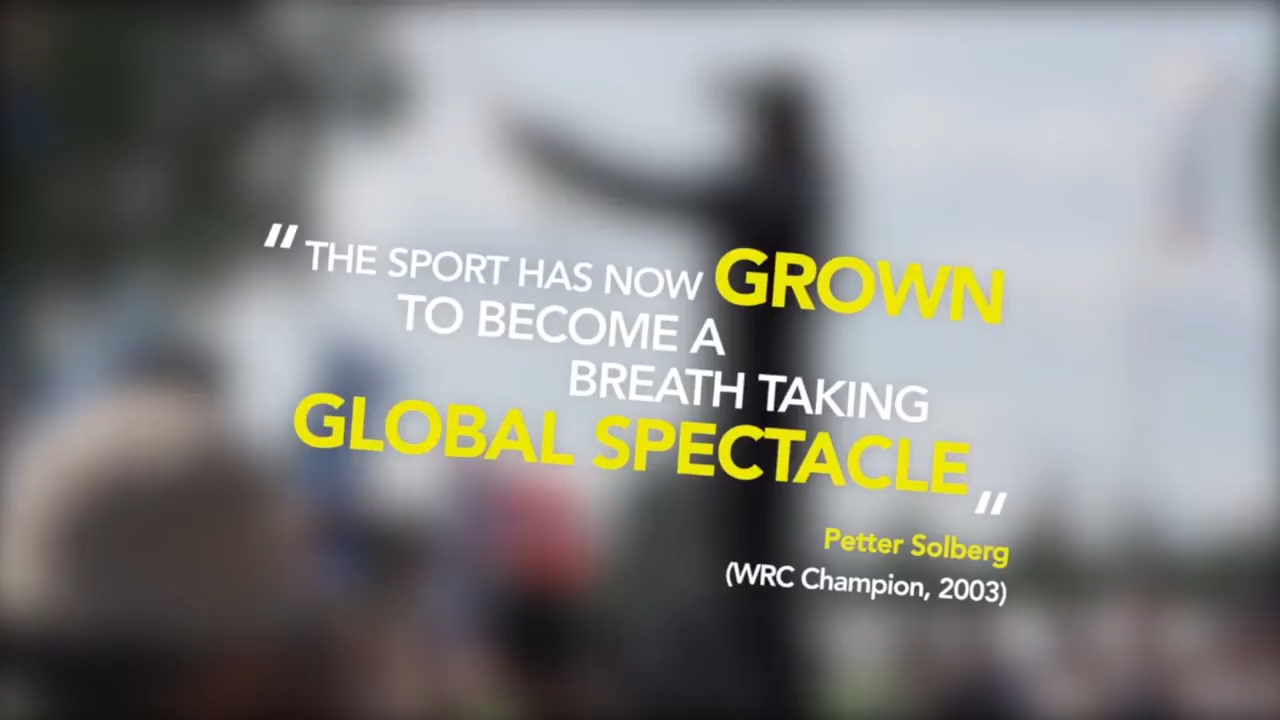 " THE SPORT HAS NOW GROWN
TO BECOME A
BREATH TAKING
GLOBAL SPECTACLE "
Petter Solberg
(WRC Champion, 2003)